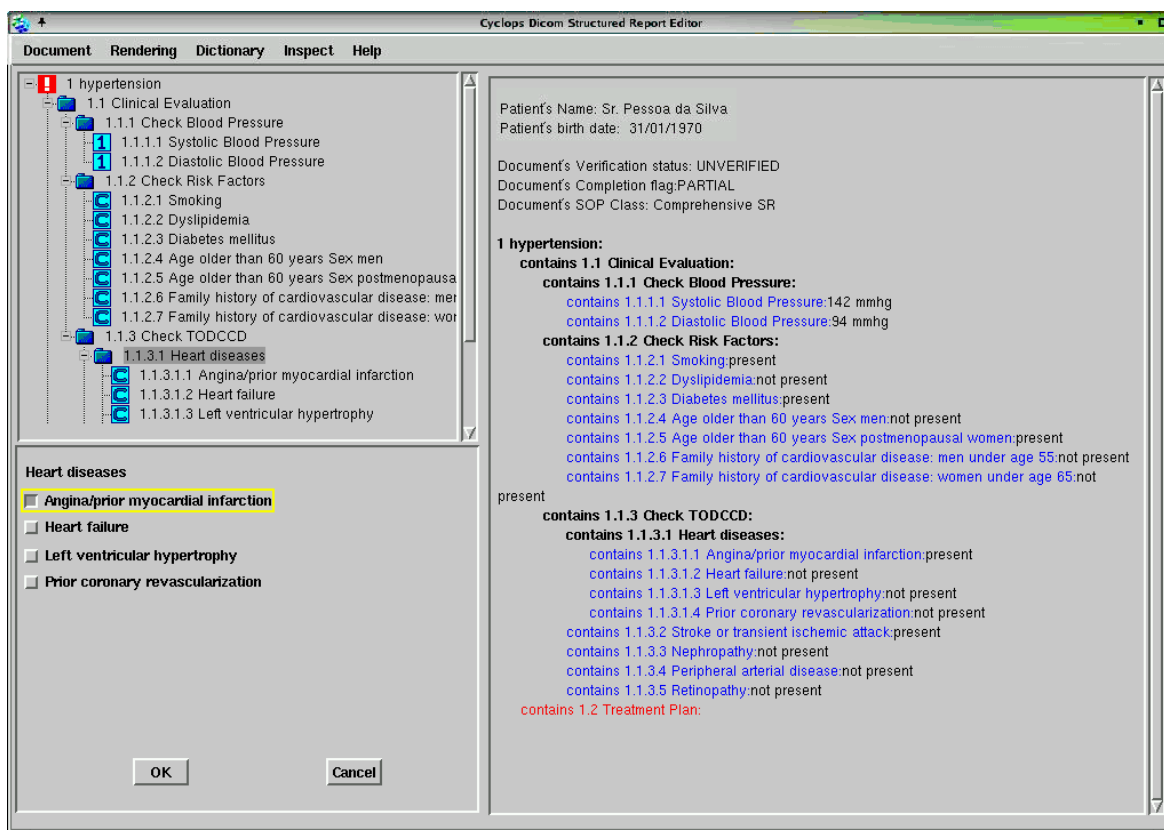 Cyclops Dicom Structured Report Editor
Document Rendering Dictionary Inspect Help
1 hypertension
1.1 Clinical Evaluation
1.1.1 Check Blood Pressure
1.1.1.1 Systolic Blood Pressure
1.1.1.2 Diastolic Blood Pressure
1.1.2 Check Risk Factors
1.1.2.1 Smoking
1.1.2.2 Dyslipidemia
1.1.2.3 Diabetes mellitus
1.1.2.4 Age older than 60 years Sex men
1.1.2.5 Age older than 60 years Sex postmenopausa
1.1.2.6 Family history of cardiovascular disease: mer
1.1.2.7 Family history of cardiovascular disease: wor
1.1.3 Check TODCCD
1.1.3.1 Heart diseases
1.1.3.1.1 Angina/prior myocardial infarction
1.1.3.1.2 Heart failure
1.1.3.1.3 Left ventricular hypertrophy
Heart diseases
Angina/prior myocardial infarction
Heart failure
Left ventricular hypertrophy
Prior coronary revascularization
OK Cancel
Patient's Name: Sr. Pessoa da Silva
Patient's birth date: 31/01/1970
Document's Verification status: UNVERIFIED
Document's Completion flag:PARTIAL
Document's SOP Class: Comprehensive SR
1 hypertension:
contains 1.1 Clinical Evaluation:
contains 1.1.1 Check Blood Pressure:
contains 1.1.1.1 Systolic Blood Pressure:142 mmhg
contains 1.1.1.2 Diastolic Blood Pressure:94 mmhg
contains 1.1.2 Check Risk Factors:
contains 1.1.2.1 Smoking:present
contains 1.1.2.2 Dyslipidemia:not present
contains 1.1.2.3 Diabetes mellitus:present
contains 1.1.2.4 Age older than 60 years Sex men:not present
contains 1.1.2.5 Age older than 60 years Sex postmenopausal women:present
contains 1.1.2.6 Family history of cardiovascular disease: men under age 55:not present
contains 1.1.2.7 Family history of cardiovascular disease: women under age 65:not
present
contains 1.1.3 Check TODCCD:
contains 1.1.3.1 Heart diseases:
contains 1.1.3.1.1 Angina/prior myocardial infarction:present
contains 1.1.3.1.2 Heart failure:not present
contains 1.1.3.1.3 Left ventricular hypertrophy:not present
contains 1.1.3.1.4 Prior coronary revascularization:not present
contains 1.1.3.2 Stroke or transient ischemic attack:present
contains 1.1.3.3 Nephropathy:not present
contains 1.1.3.4 Peripheral arterial disease:not present
contains 1.1.3.5 Retinopathy:not present
contains 1.2 Treatment Plan: